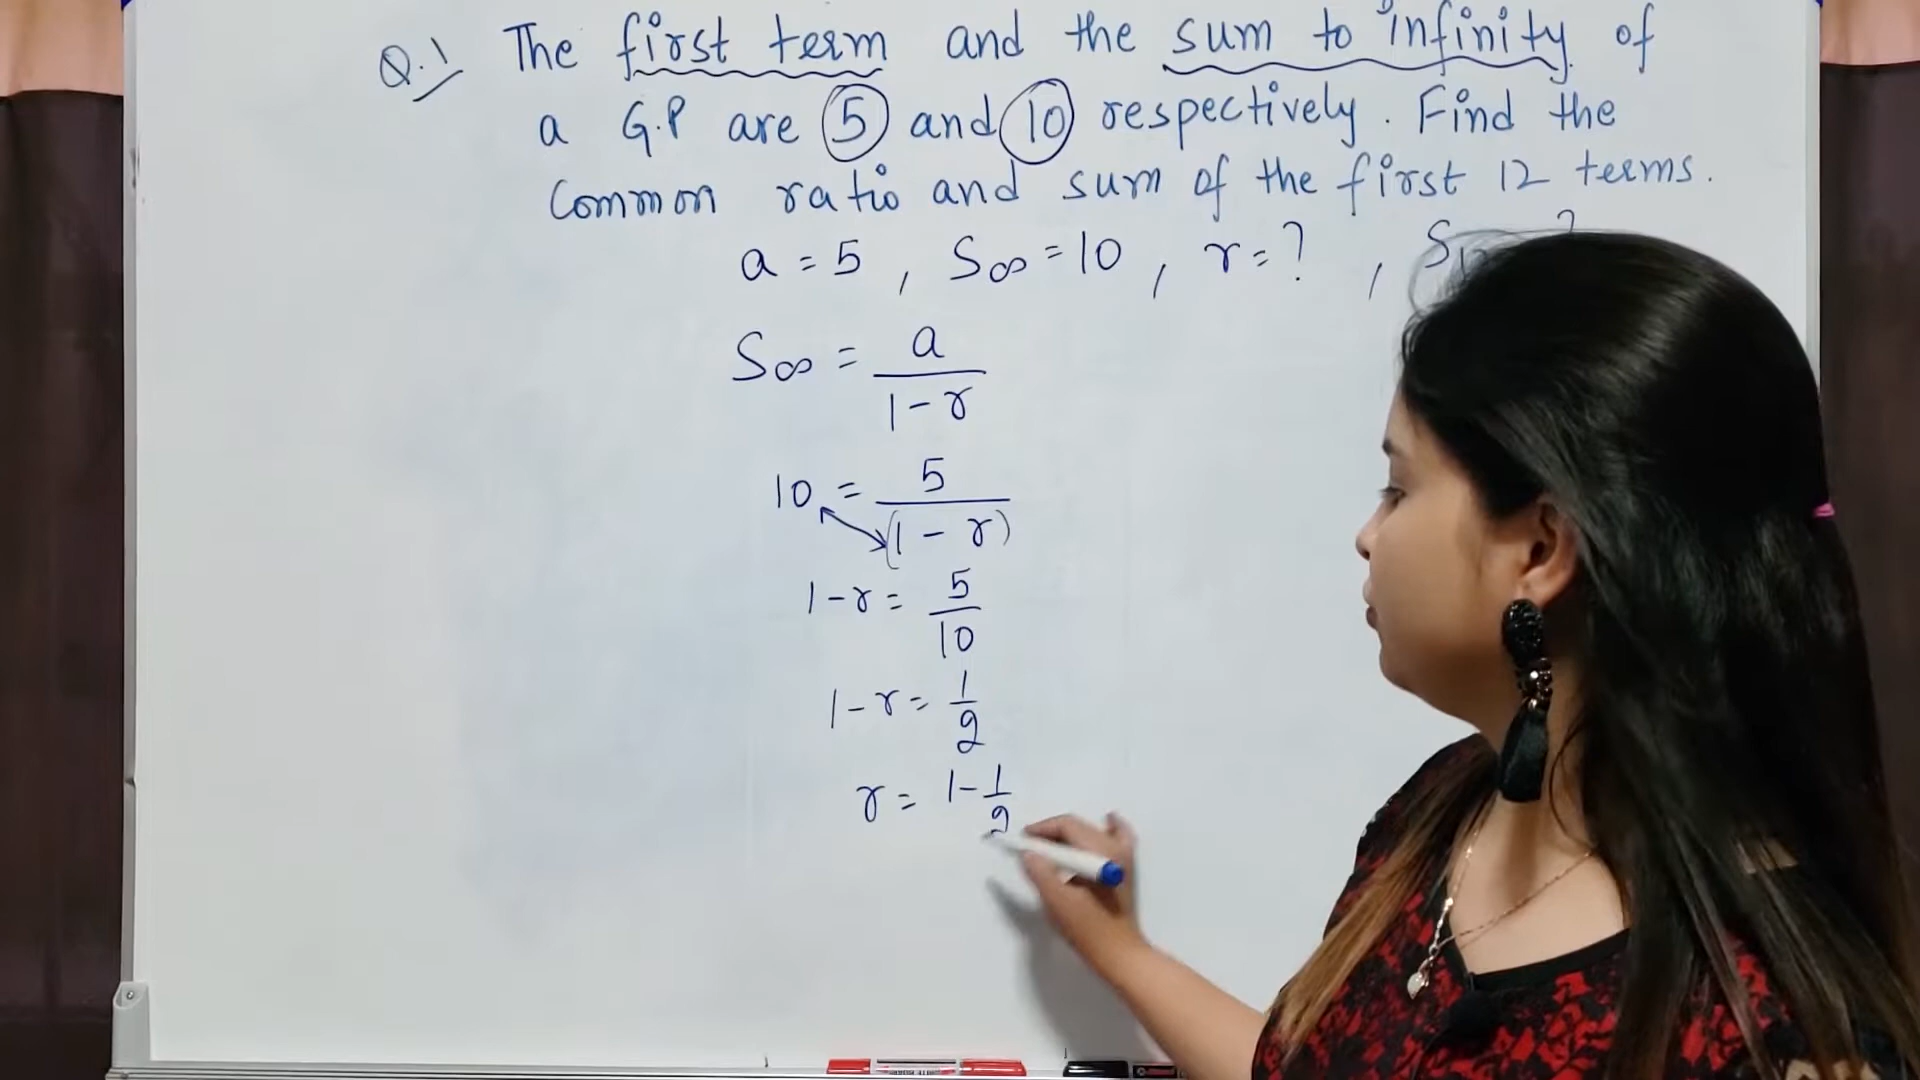 Q.1 The first term and the sum to infinity of
a G.P are 5 and 10 respectively. Find the
Common ratio and sum of the first 12 terms.
a = 5 , S∞ = 10 , r = ? , S12 ?
S∞ = a / 1 - r
10 = 5 / (1 - r)
1 - r = 5 / 10
1 - r = 1 / 2
r = 1 - 1 / 2